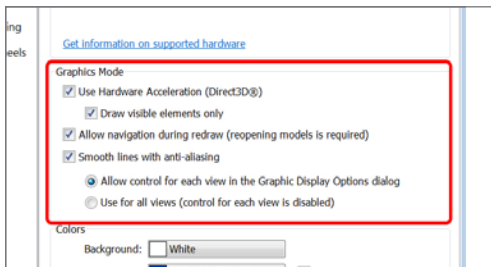 ing
eels
Get information on supported hardware
Graphics Mode
Use Hardware Acceleration (Direct3D®)
Draw visible elements only
Allow navigation during redraw (reopening models is required)
Smooth lines with anti-aliasing
Allow control for each view in the Graphic Display Options dialog
Use for all views (control for each view is disabled)
Colors
Background: White